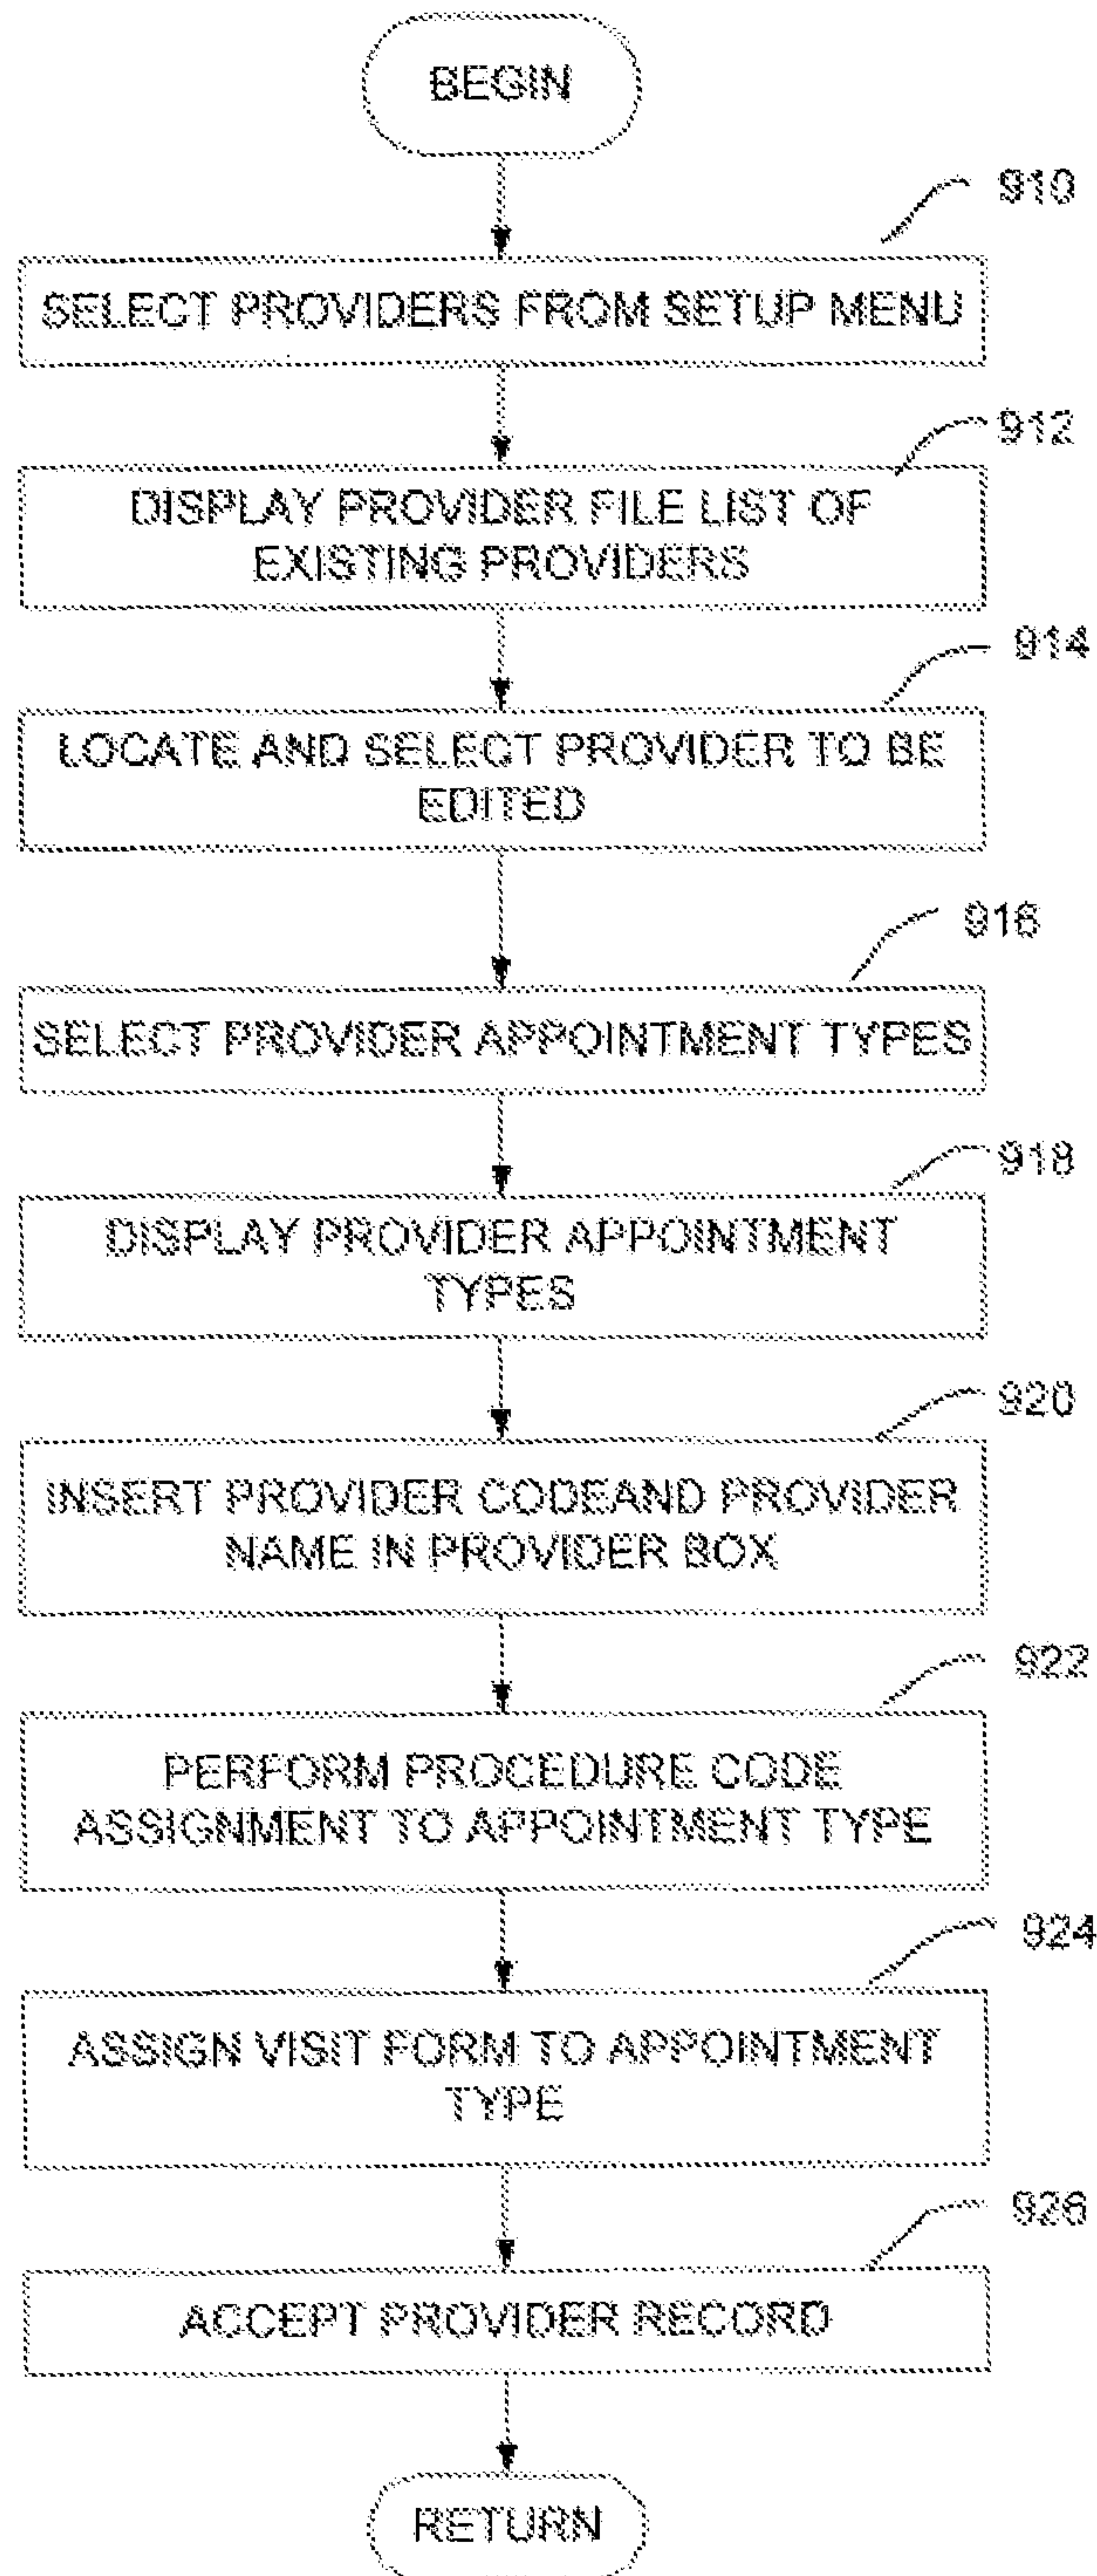 BEGIN
910
SELECT PROVIDERS FROM SETUP MENU
912
DISPLAY PROVIDER FILE LIST OF
EXISTING PROVIDERS
914
LOCATE AND SELECT PROVIDER TO BE
EDITED
916
SELECT PROVIDER APPOINTMENT TYPES
918
DISPLAY PROVIDER APPOINTMENT
TYPES
920
INSERT PROVIDER CODEAND PROVIDER
NAME IN PROVIDER BOX
922
PERFORM PROCEDURE CODE
ASSIGNMENT TO APPOINTMENT TYPE
924
ASSIGN VISIT FORM TO APPOINTMENT
TYPE
926
ACCEPT PROVIDER RECORD
RETURN